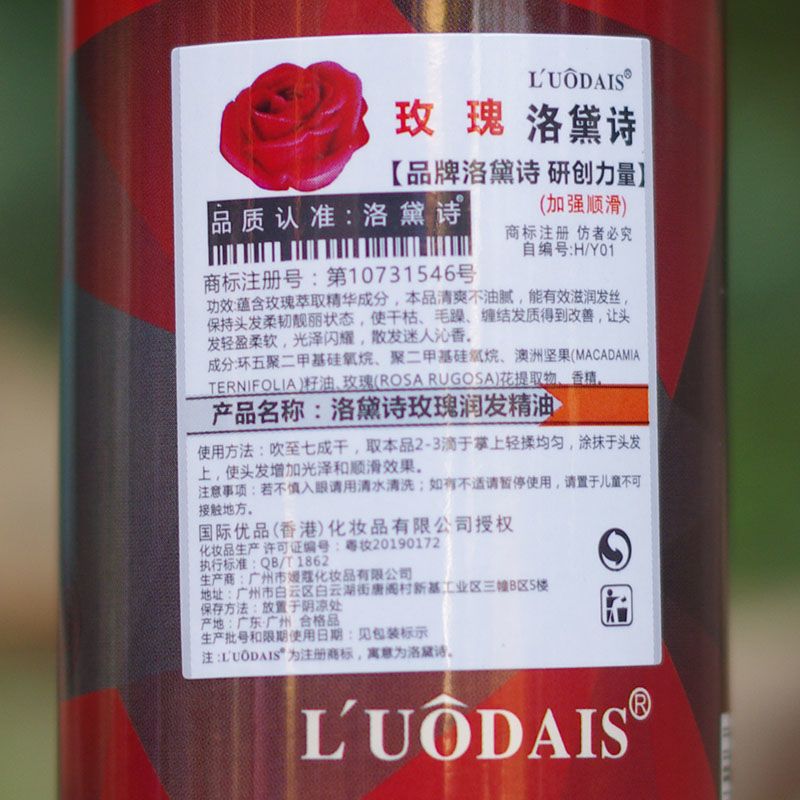 L'UÔDAIS®
玫瑰 洛黛诗
【品牌洛黛诗 研创力量】
(加强顺滑)
品质认准:洛黛诗®
商标注册 仿者必究
自编号:H/Y01
商标注册号:第10731546号
功效:蕴含玫瑰萃取精华成分,本品清爽不油腻,能有效滋润发丝,
保持头发柔韧靓丽状态,使干枯、毛躁、缠结发质得到改善,让头
发轻盈柔软,光泽闪耀,散发迷人沁香。
成分:环五聚二甲基硅氧烷、聚二甲基硅氧烷、澳洲坚果(MACADAMIA
TERNIFOLIA)籽油、玫瑰(ROSA RUGOSA)花提取物、香精。
产品名称:洛黛诗玫瑰润发精油
使用方法:吹至七成干,取本品2-3滴于掌上轻揉均匀,涂抹于头发
上,使头发增加光泽和顺滑效果。
注意事项:若不慎入眼请用清水清洗;如有不适请暂停使用,请置于儿童不可
接触地方。
国际优品(香港)化妆品有限公司授权
化妆品生产许可证编号:粤妆20190172
执行标准:QB/T 1862
生产商:广州市嫒蔻化妆品有限公司
地址:广州市白云区白云湖街唐阁村新基工业区三幢B区5楼
保存方法:放置于阴凉处
产地:广东·广州 合格品
生产批号和限期使用日期:见包装标示
注:L'UÔDAIS®为注册商标,寓意为洛黛诗。
L'UÔDAIS®